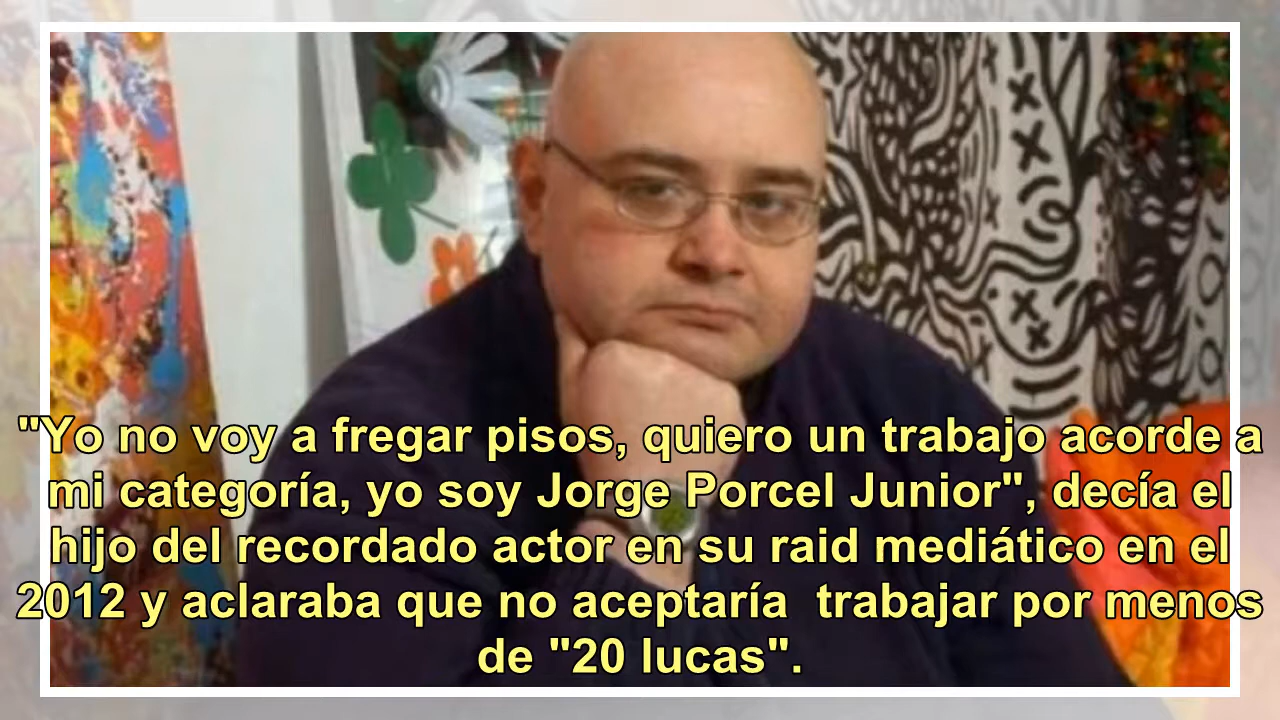 "Yo no voy a fregar pisos, quiero un trabajo acorde a
mi categoría, yo soy Jorge Porcel Junior", decía el
hijo del recordado actor en su raid mediático en el
2012 y aclaraba que no aceptaría  trabajar por menos
de "20 lucas".